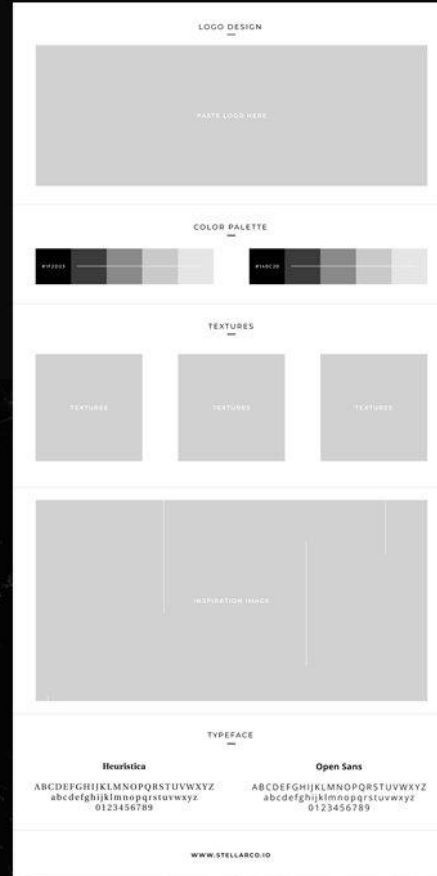 LOGO DESIGN
PASTE LOGO HERE
COLOR PALETTE
TEXTURES
TEXTURES TEXTURES TEXTURES
INSPIRATION IMAGE
TYPEFACE
Heuristica Open Sans
ABCDEFGHIJKLMNOPQRSTUVWXYZ ABCDEFGHIJKLMNOPQRSTUVWXYZ
abcdefghijklmnopqrstuvwxyz abcdefghijklmnopqrstuvwxyz
0123456789 0123456789
WWW.STELLARCO.IO